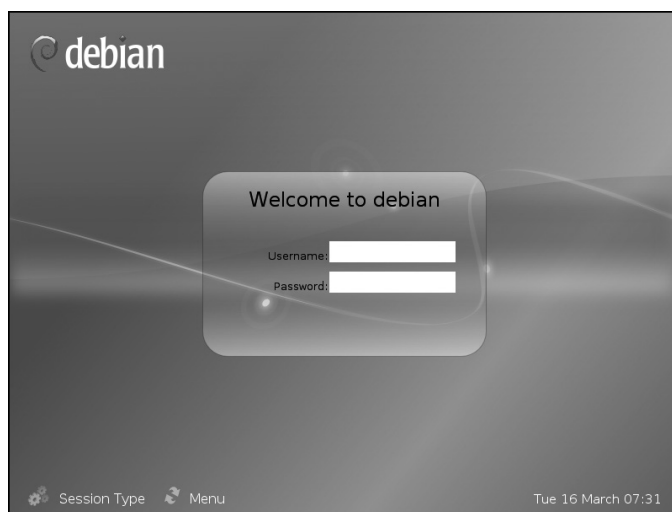 debian
Welcome to debian
Username:
Password:
Session Type Menu Tue 16 March 07:31